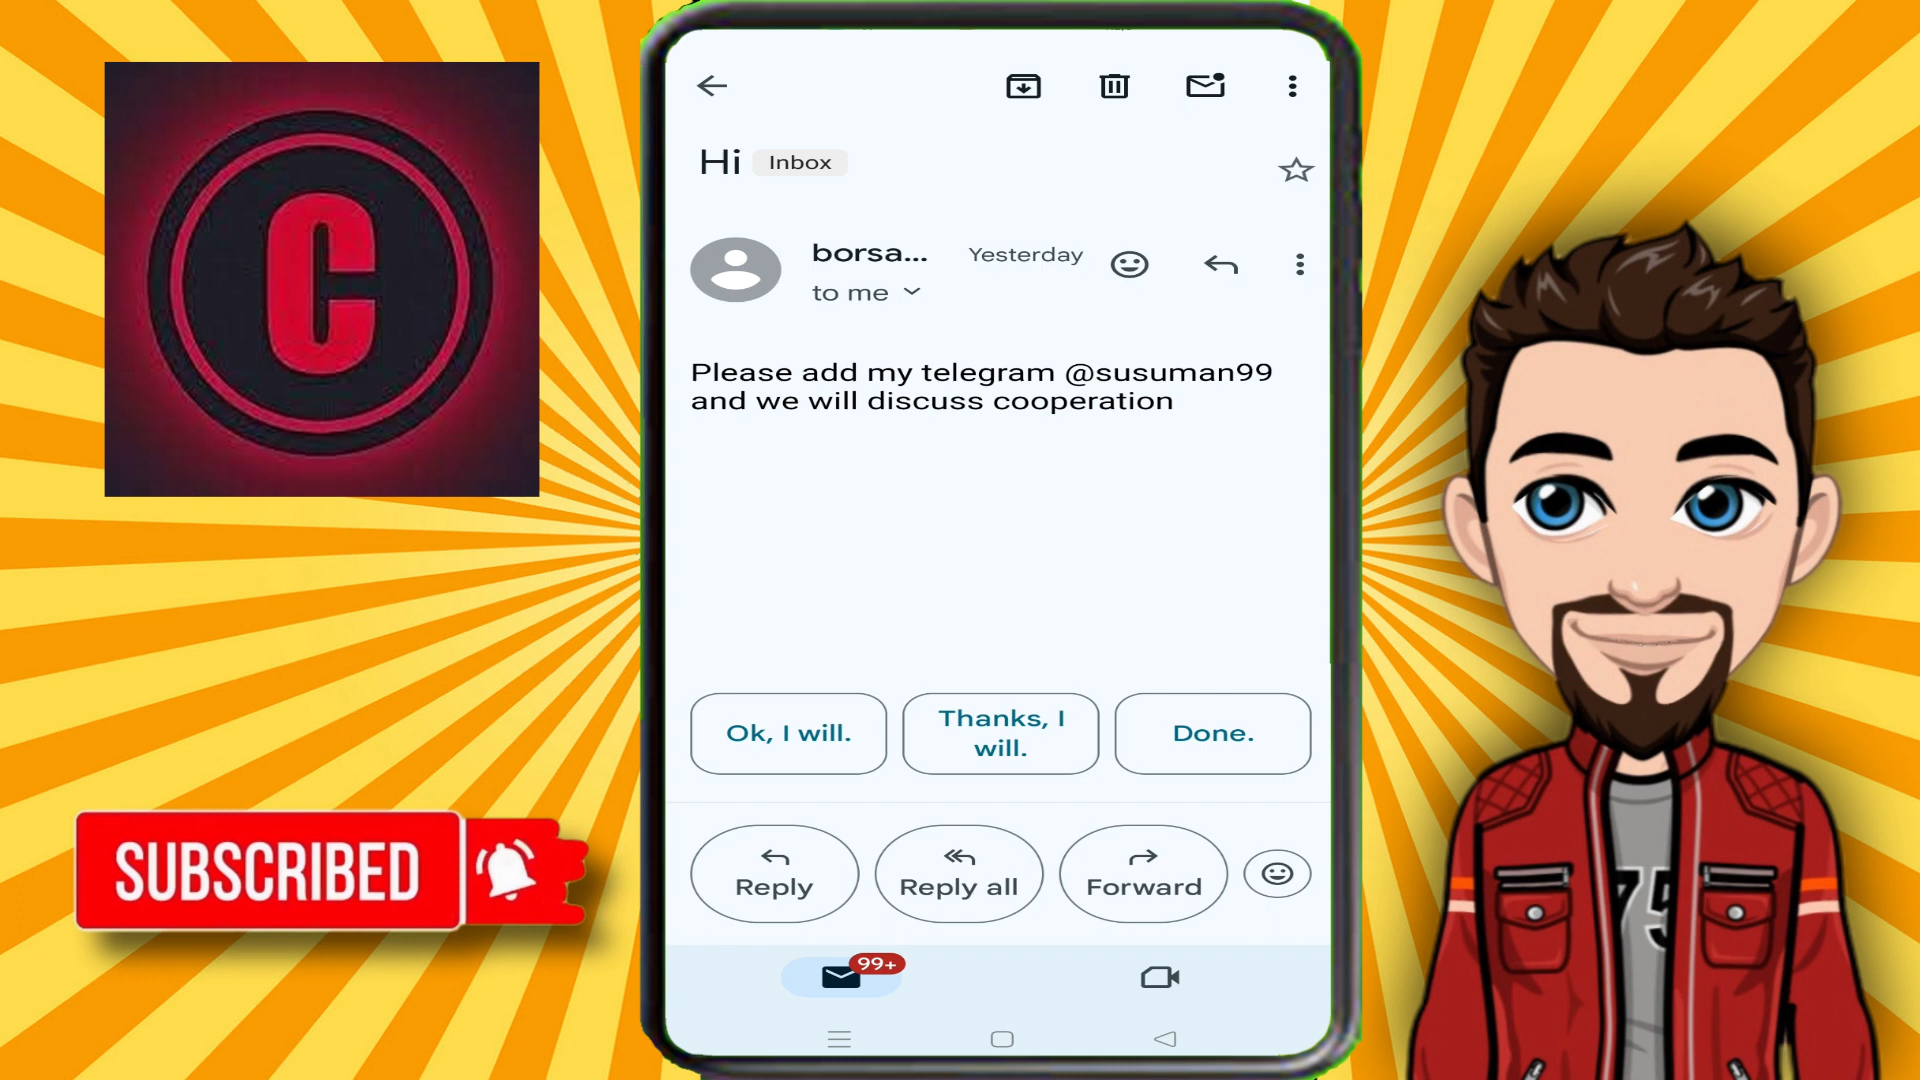 C
Hi Inbox
borsa... Yesterday
to me
Please add my telegram @susuman99
and we will discuss cooperation
Ok, I will.
Thanks, I
will.
Done.
Reply
Reply all
Forward
99+
SUBSCRIBED
75